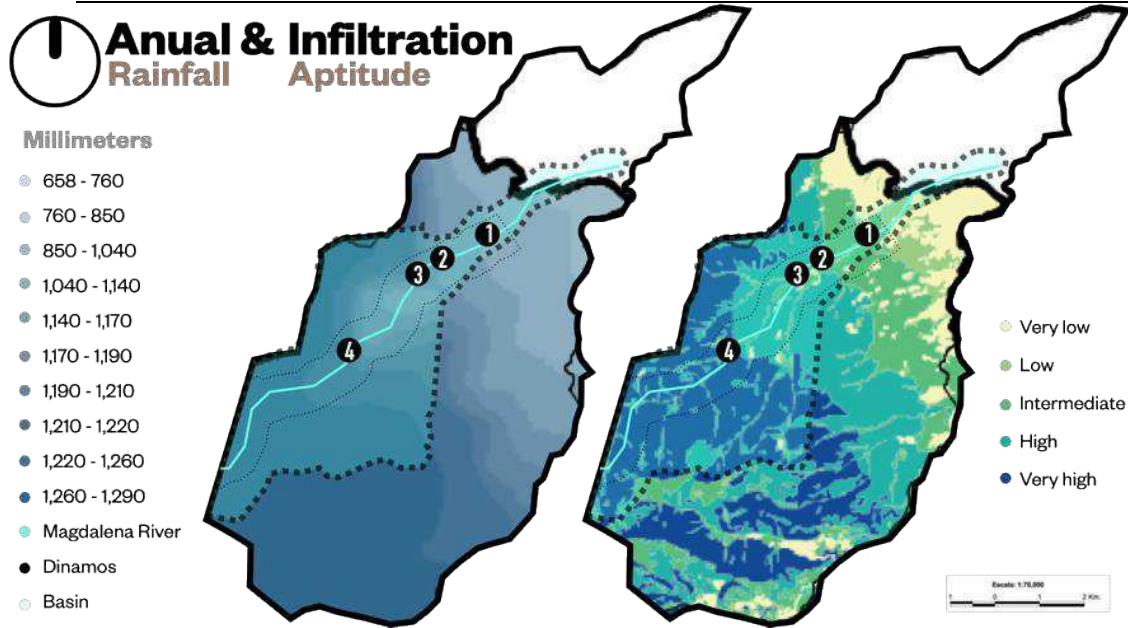 Anual & Infiltration
Rainfall Aptitude
Millimeters
658 - 760
760 - 850
850 - 1,040
1,040 - 1,140
1,140 - 1,170
1,170 - 1,190
1,190 - 1,210
1,210 - 1,220
1,220 - 1,260
1,260 - 1,290
Magdalena River
Dinamos
Basin
1
2
3
4
1
2
3
4
Very low
Low
Intermediate
High
Very high
Escala: 1:70,000
1 0 1 2 Km.